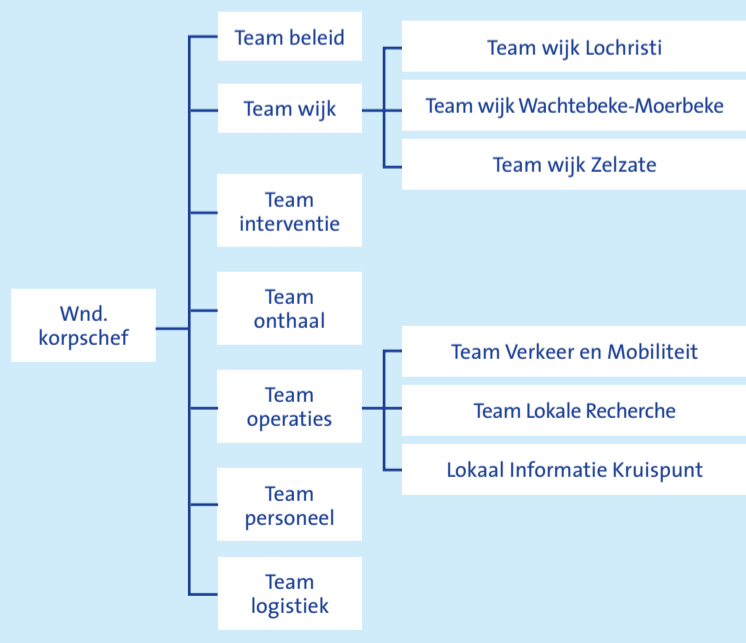 Team beleid
Team wijk
Team wijk Lochristi
Team wijk Wachtebeke-Moerbeke
Team wijk Zelzate
Team
interventie
Wnd.
korpschef
Team
onthaal
Team
operaties
Team Verkeer en Mobiliteit
Team Lokale Recherche
Lokaal Informatie Kruispunt
Team
personeel
Team
logistiek